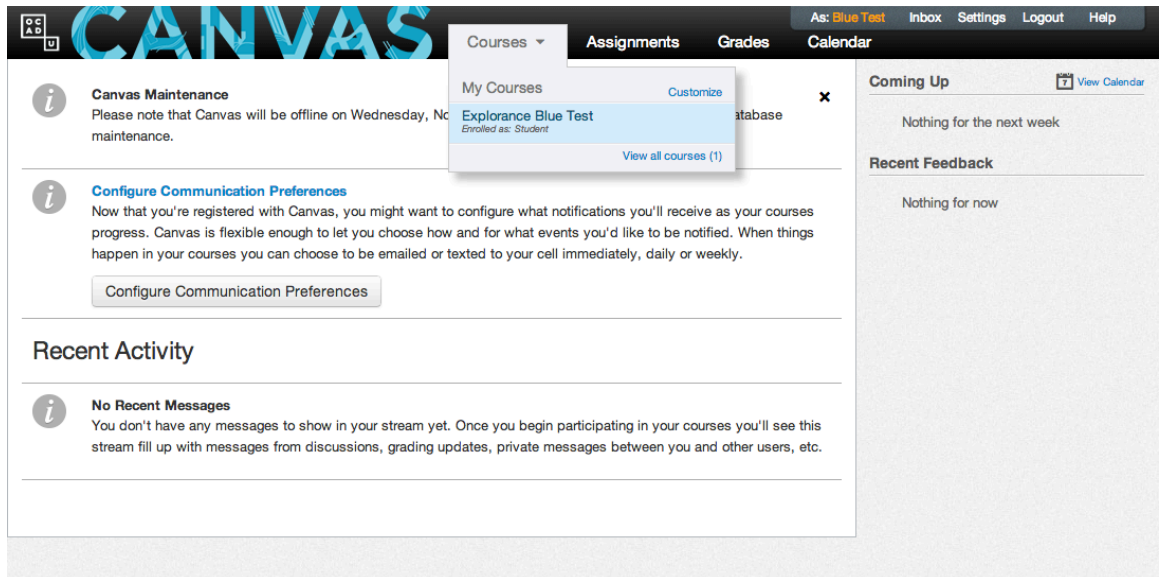 OC
AD
U
CANVAS
As: Blue Test Inbox Settings Logout Help
Courses Assignments Grades Calendar
My Courses Customize
Explorance Blue Test
Enrolled as: Student
View all courses (1)
Canvas Maintenance
Please note that Canvas will be offline on Wednesday, atabase
maintenance.
Configure Communication Preferences
Now that you're registered with Canvas, you might want to configure what notifications you'll receive as your courses
progress. Canvas is flexible enough to let you choose how and for what events you'd like to be notified. When things
happen in your courses you can choose to be emailed or texted to your cell immediately, daily or weekly.
Configure Communication Preferences
Recent Activity
No Recent Messages
You don't have any messages to show in your stream yet. Once you begin participating in your courses you'll see this
stream fill up with messages from discussions, grading updates, private messages between you and other users, etc.
Coming Up 7 View Calendar
Nothing for the next week
Recent Feedback
Nothing for now